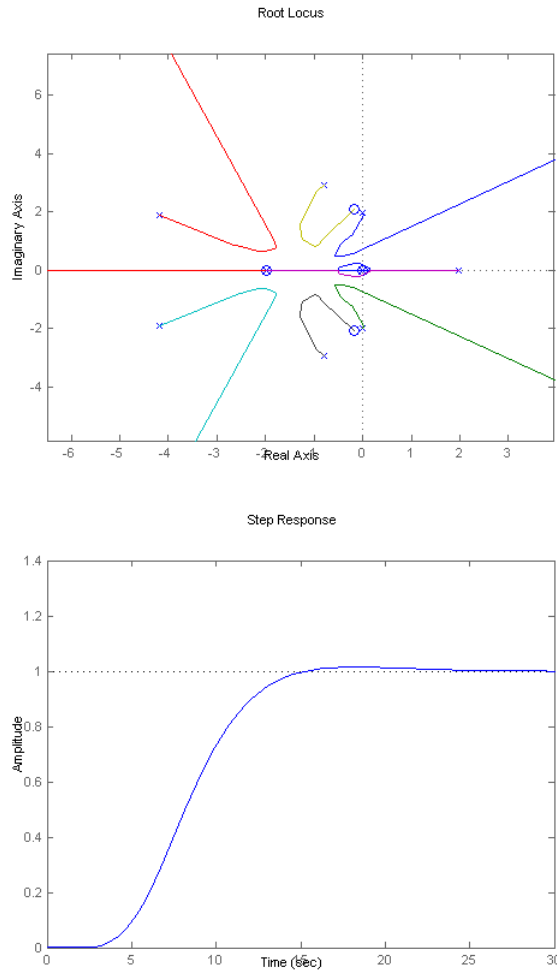 Root Locus
6
4
2
0
-2
-4
Imaginary Axis
-6 -5 -4 -3 -2 -1 0 1 2 3
Real Axis
Step Response
1.4
1.2
1
0.8
0.6
0.4
0.2
0
Amplitude
0 5 10 15 20 25 30
Time (sec)